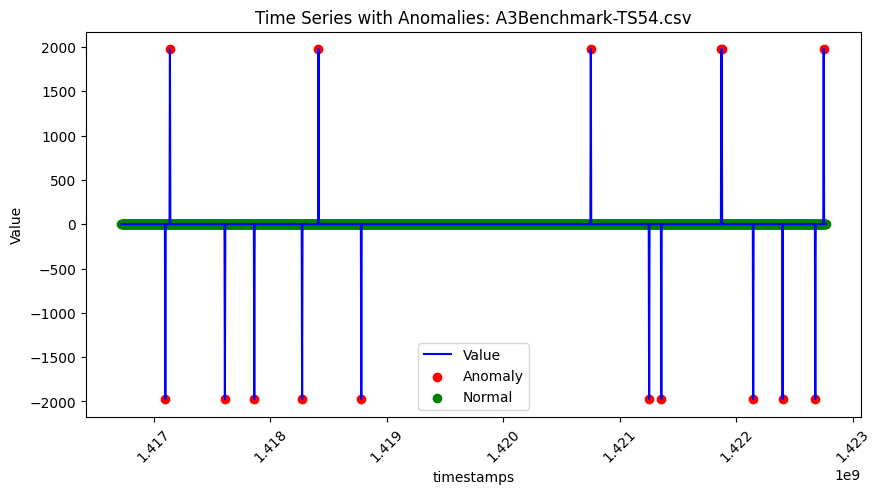 Time Series with Anomalies: A3Benchmark-TS54.csv
2000
1500
1000
500
0
−500
−1000
−1500
−2000
Value
Value
Anomaly
Normal
1.417
1.418
1.419
1.420
1.421
1.422
1.423
1e9
timestamps